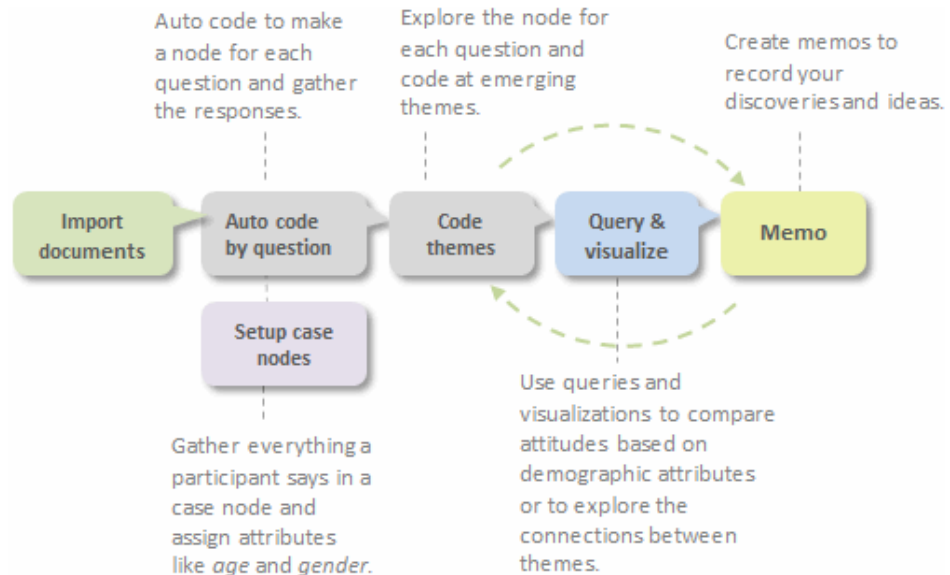 Auto code to make
a node for each
question and gather
the responses.
Explore the node for
each question and
code at emerging
themes.
Create memos to
record your
discoveries and ideas.
Import
documents
Auto code
by question
Code
themes
Query &
visualize
Memo
Setup case
nodes
Gather everything a
participant says in a
case node and
assign attributes
like age and gender.
Use queries and
visualizations to compare
attitudes based on
demographic attributes
or to explore the
connections between
themes.